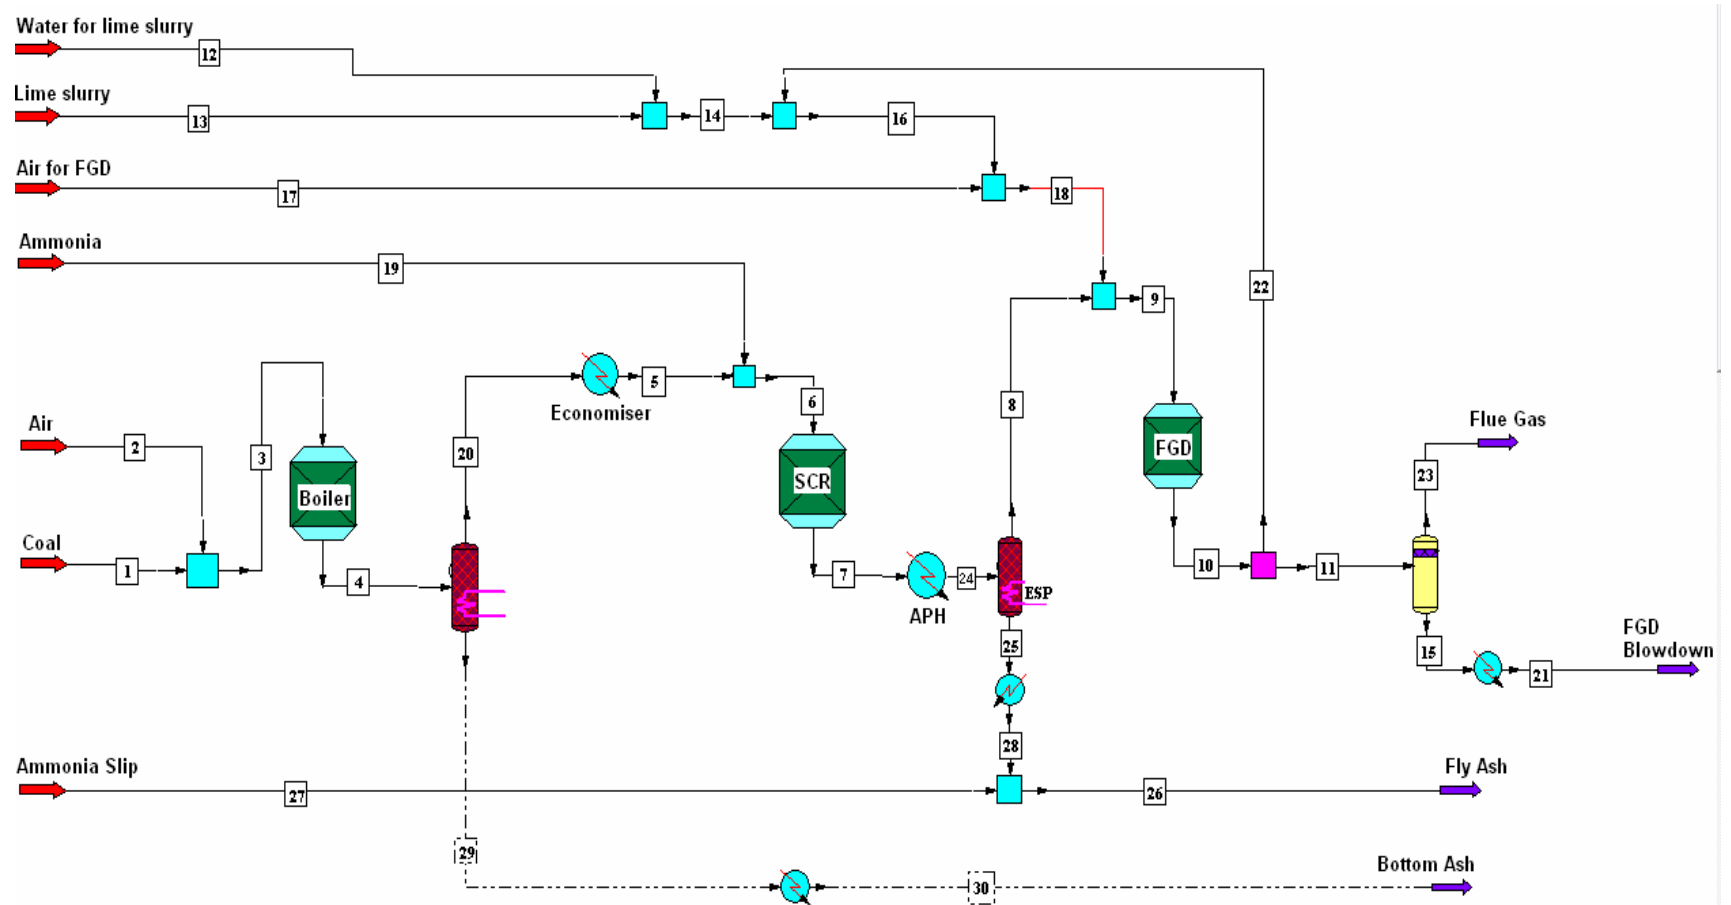 Water for lime slurry
12
Lime slurry
13
14
16
Air for FGD
17
18
Ammonia
19
22
9
5
Economiser
6
8
Air
2
3
20
Boiler
SCR
FGD
Flue Gas
23
Coal
1
4
7
APH
24
ESP
10
11
25
15
FGD
Blowdown
21
28
Ammonia Slip
27
26
Fly Ash
29
30
Bottom Ash